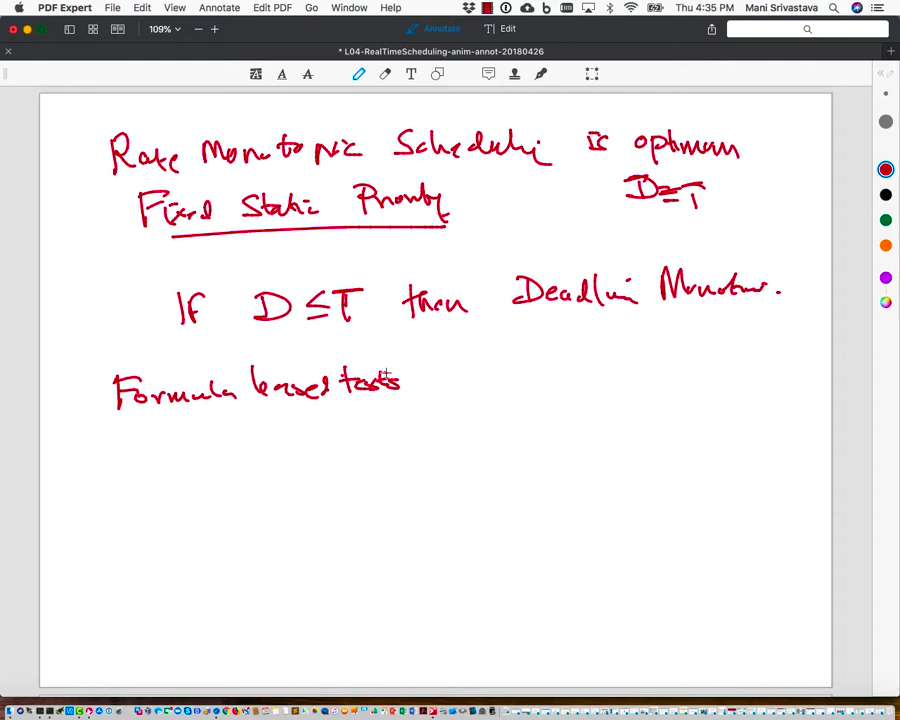 PDF Expert File Edit View Annotate Edit PDF Go Window Help Thu 4:35 PM Mani Srivastava
109% Annotate Edit
* L04-RealTimeScheduling-anim-annot-20180426
Rate Monotonic Scheduling is optimum
Fixed Static Priority D=T
If D ≤ T then Deadline Monoton.
Formula based tests